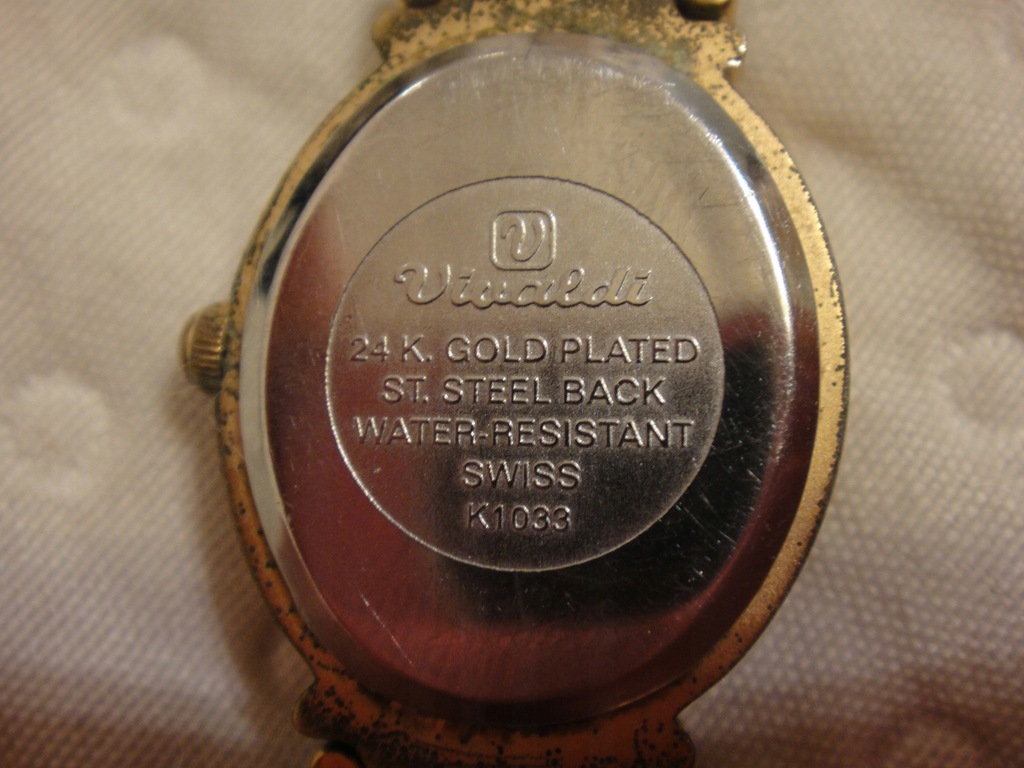 V
Vivaldi
24 K. GOLD PLATED
ST. STEEL BACK
WATER-RESISTANT
SWISS
K1033